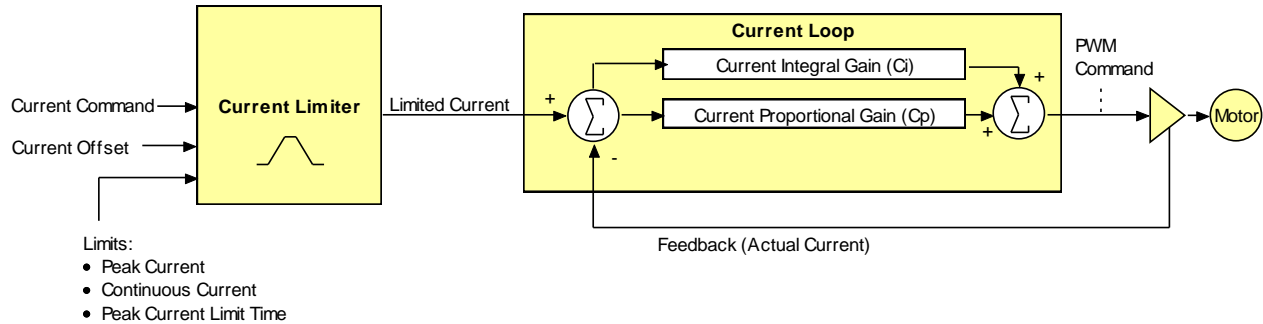 Current Loop
PWM
Command
Current Integral Gain (Ci)
+
Current Command
Current Limiter
Limited Current
+
Σ
Current Proportional Gain (Cp)
+
Σ
Motor
Current Offset
-
Limits:
Feedback (Actual Current)
• Peak Current
• Continuous Current
• Peak Current Limit Time